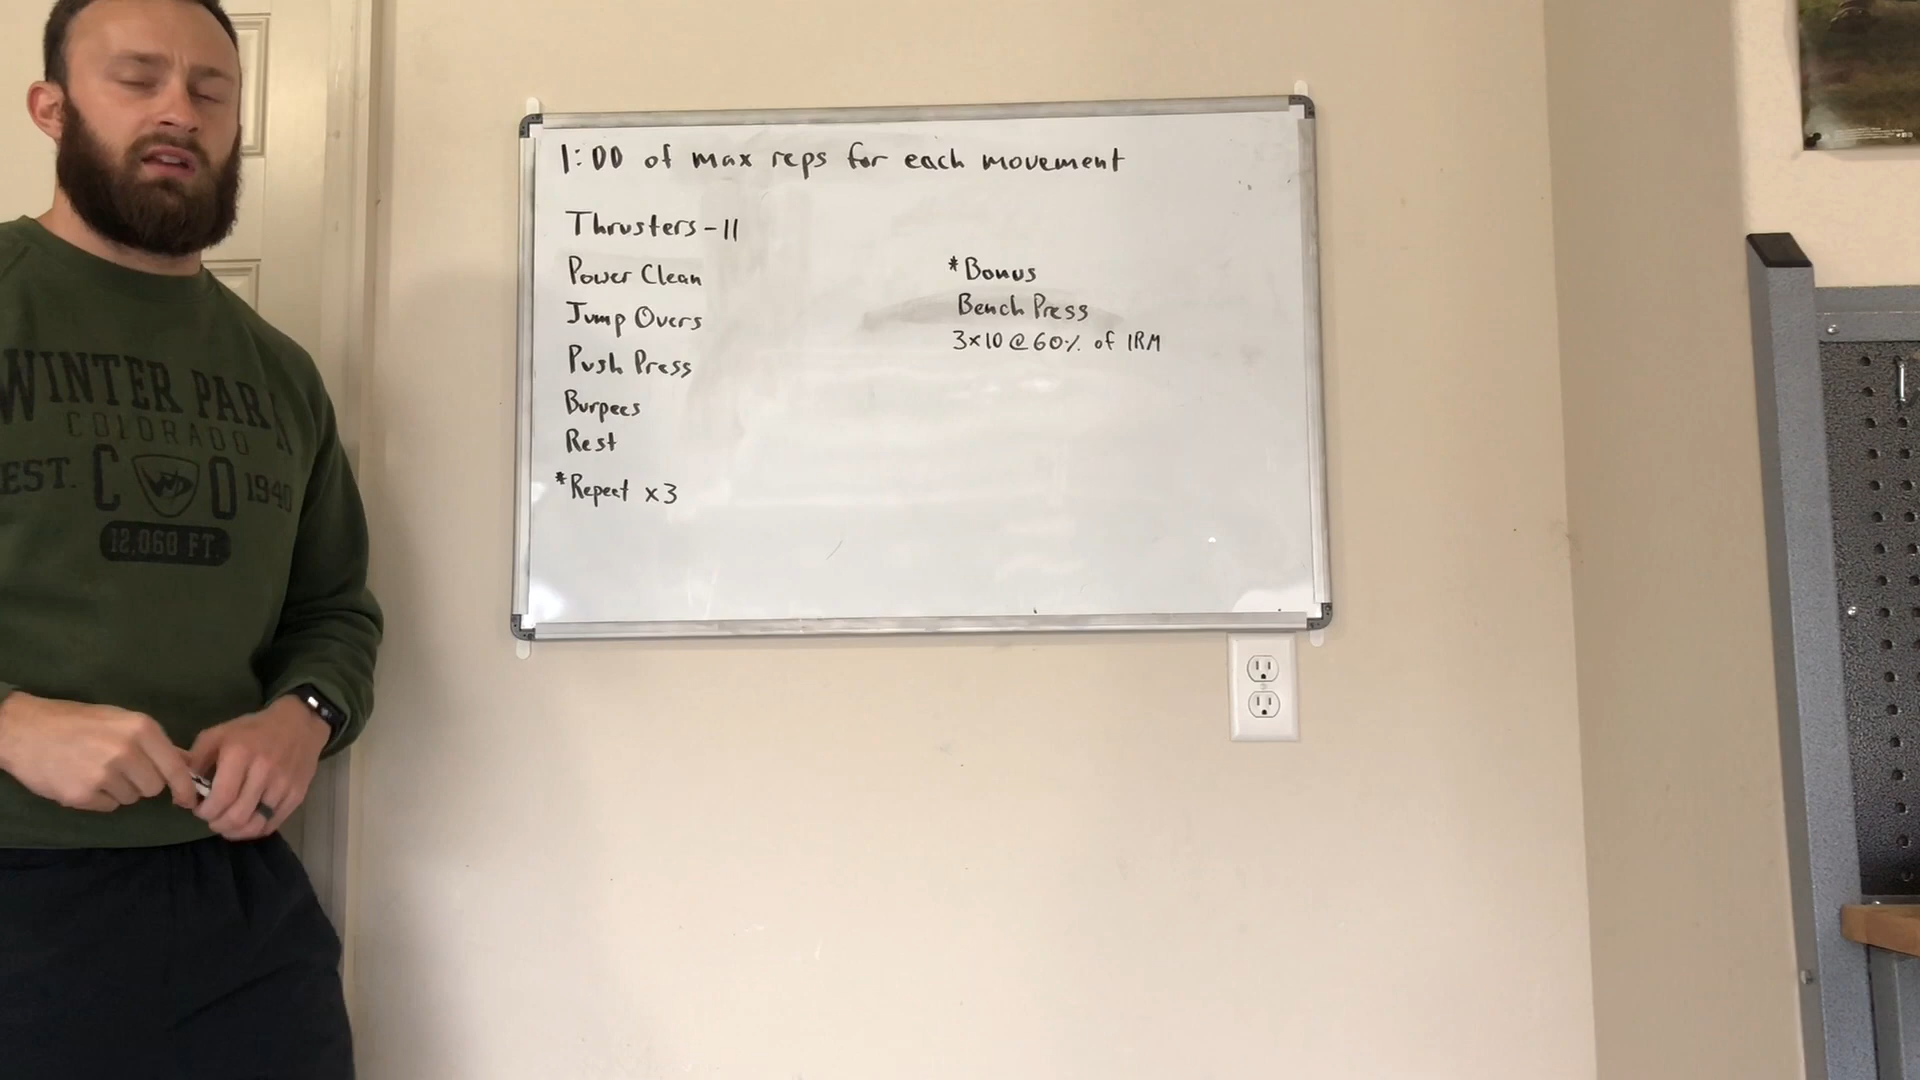 1:00 of max reps for each movement
Thrusters - 11
Power Clean
Jump Overs
Push Press
Burpees
Rest
*Repeat x3
*Bonus
Bench Press
3x10 @ 60% of 1RM
WINTER PARK
COLORADO
EST. CO 1940
12,060 FT.